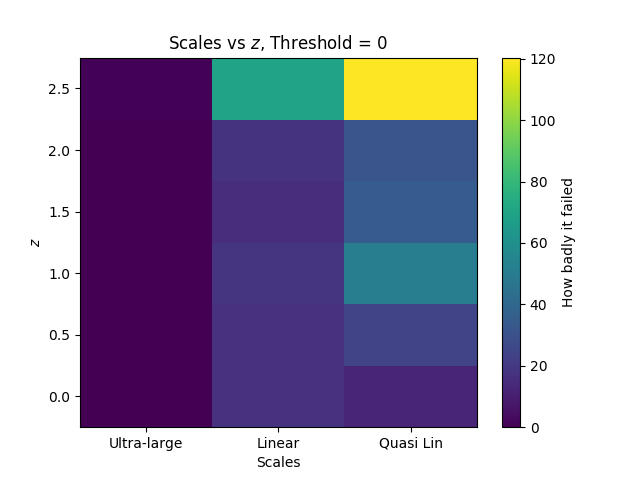 Scales vs z, Threshold = 0
2.5
2.0
1.5
1.0
0.5
0.0
z
Ultra-large
Linear
Quasi Lin
Scales
120
100
80
60
40
20
0
How badly it failed